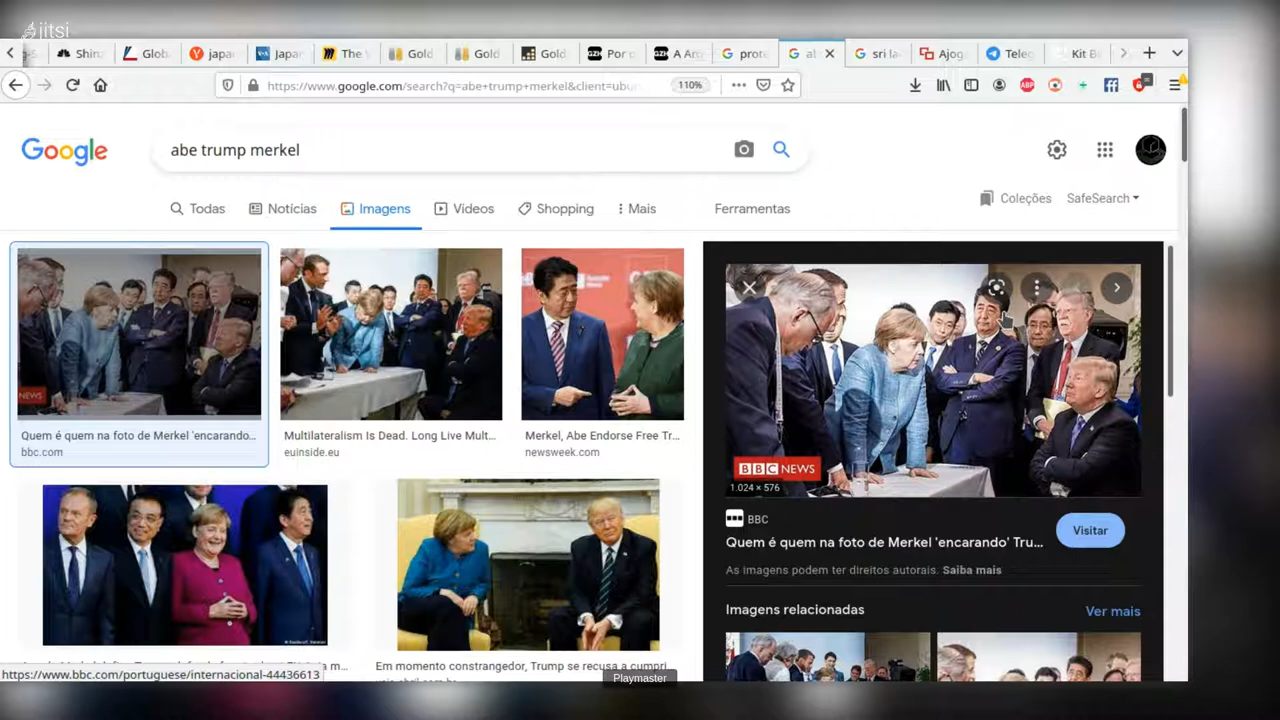 jitsi
Shinz
Glob
japa
Japa
The
Gold
Gold
Gold
Por c
A Ar
prote
ab
sri la
Ajog
Teleg
Kit B
https://www.google.com/search?q=abe+trump+merkel&client=ubun
110%
Google
abe trump merkel
Todas
Notícias
Imagens
Vídeos
Shopping
Mais
Ferramentas
Coleções
SafeSearch
NEWS
Quem é quem na foto de Merkel 'encarando...
bbc.com
Multilateralism Is Dead. Long Live Mult...
euinside.eu
Merkel, Abe Endorse Free Tr...
newsweek.com
BBC NEWS
1.024 × 576
BBC
Quem é quem na foto de Merkel 'encarando' Tru...
Visitar
As imagens podem ter direitos autorais. Saiba mais
Imagens relacionadas
Ver mais
Em momento constrangedor, Trump se recusa a cumpri...
https://www.bbc.com/portuguese/internacional-44436613
Playmaster